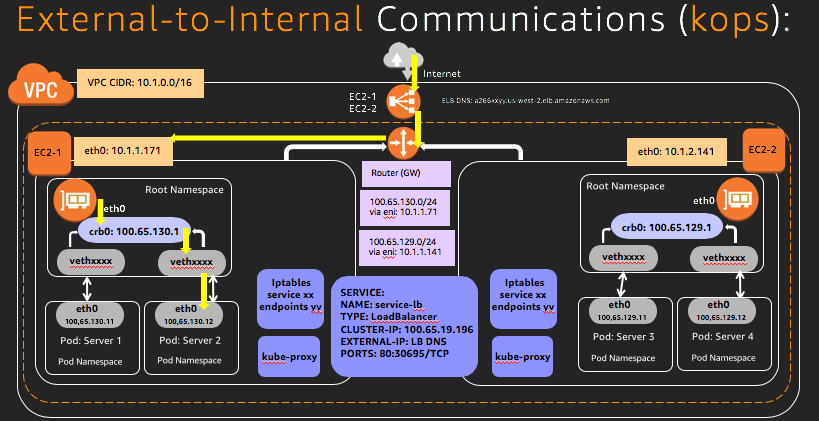 External-to-Internal Communications (kops):
Internet
VPC
VPC CIDR: 10.1.0.0/16
EC2-1
EC2-2
ELB DNS: a266xxyy.us-west-2.elb.amazonaws.com
EC2-1
eth0: 10.1.1.171
eth0: 10.1.2.141
EC2-2
Router (GW)
100.65.130.0/24
via eni: 10.1.1.71
100.65.129.0/24
via eni: 10.1.1.141
Root Namespace
eth0
crb0: 100.65.130.1
vethxxxx
vethxxxx
eth0
100,65.130.11
Pod: Server 1
Pod Namespace
eth0
100,65.130.12
Pod: Server 2
Pod Namespace
Iptables
service xx
endpoints yy
kube-proxy
SERVICE:
NAME: service-lb
TYPE: LoadBalancer
CLUSTER-IP: 100.65.19.196
EXTERNAL-IP: LB DNS
PORTS: 80:30695/TCP
Iptables
service xx
endpoints yy
kube-proxy
Root Namespace
eth0
crb0: 100.65.129.1
vethxxxx
vethxxxx
eth0
100,65.129.11
Pod: Server 3
Pod Namespace
eth0
100,65.129.12
Pod: Server 4
Pod Namespace